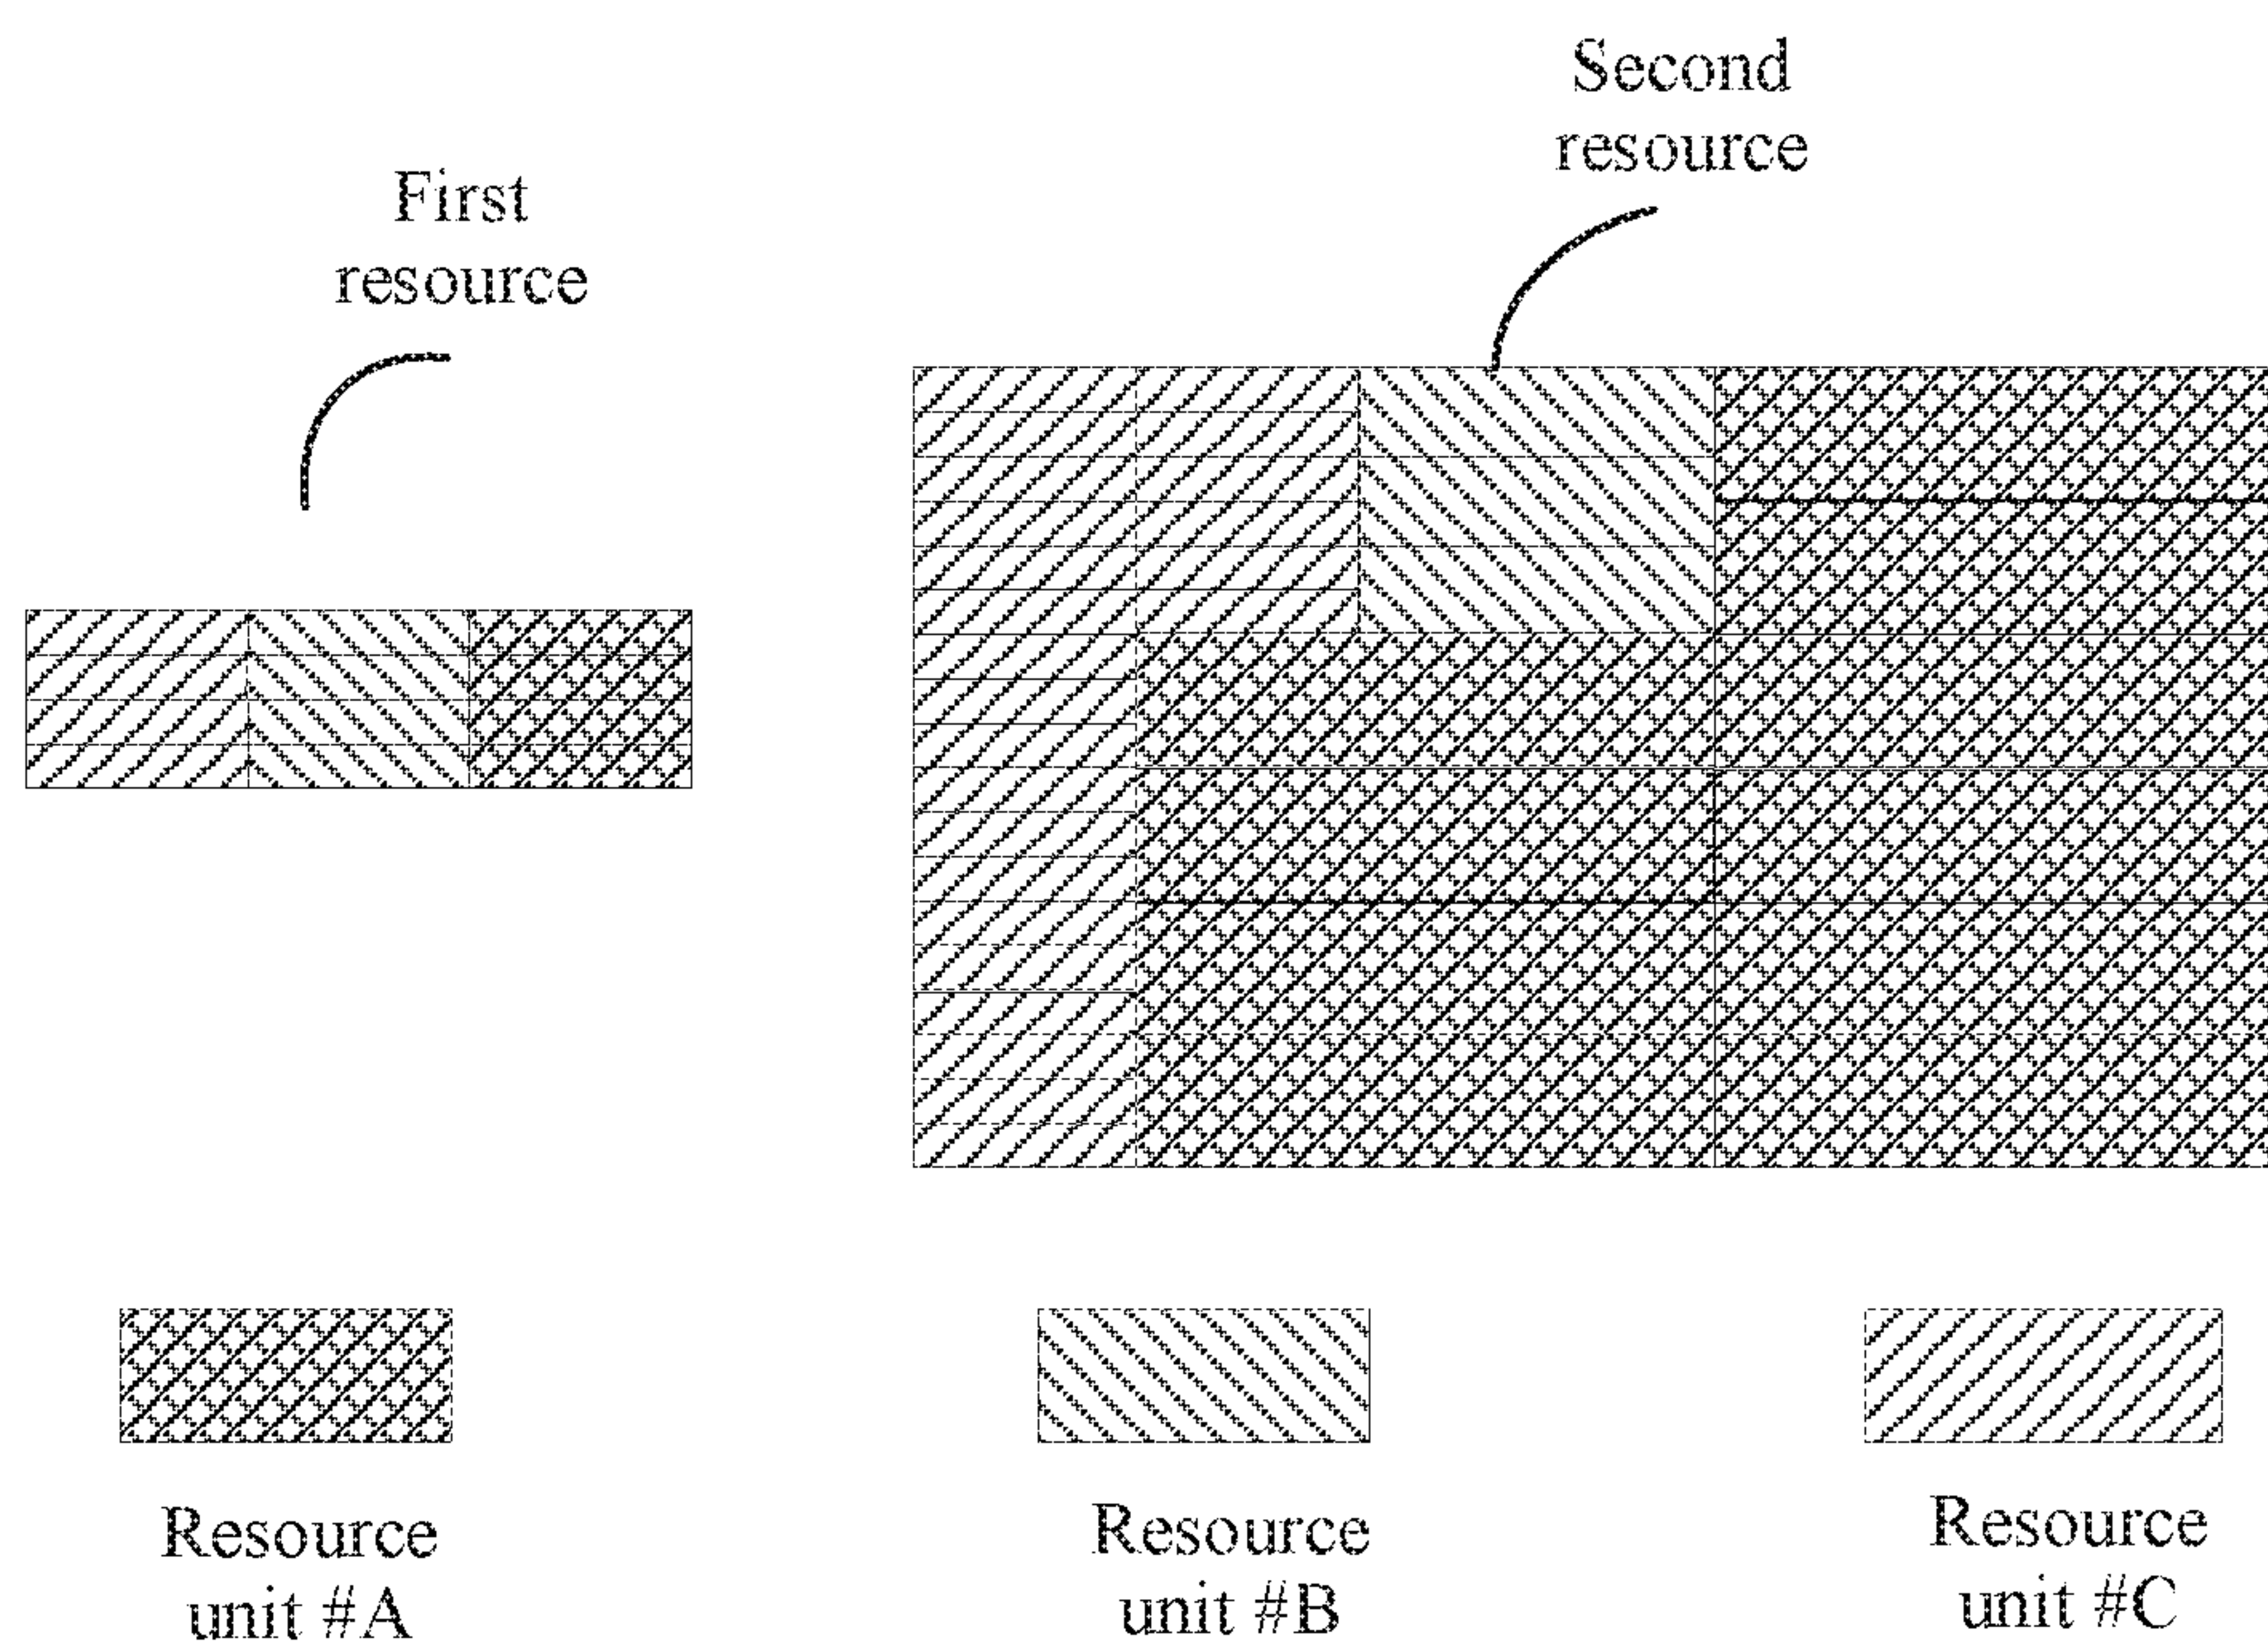 Second
resource
First
resource
Resource
unit #A
Resource
unit #B
Resource
unit #C